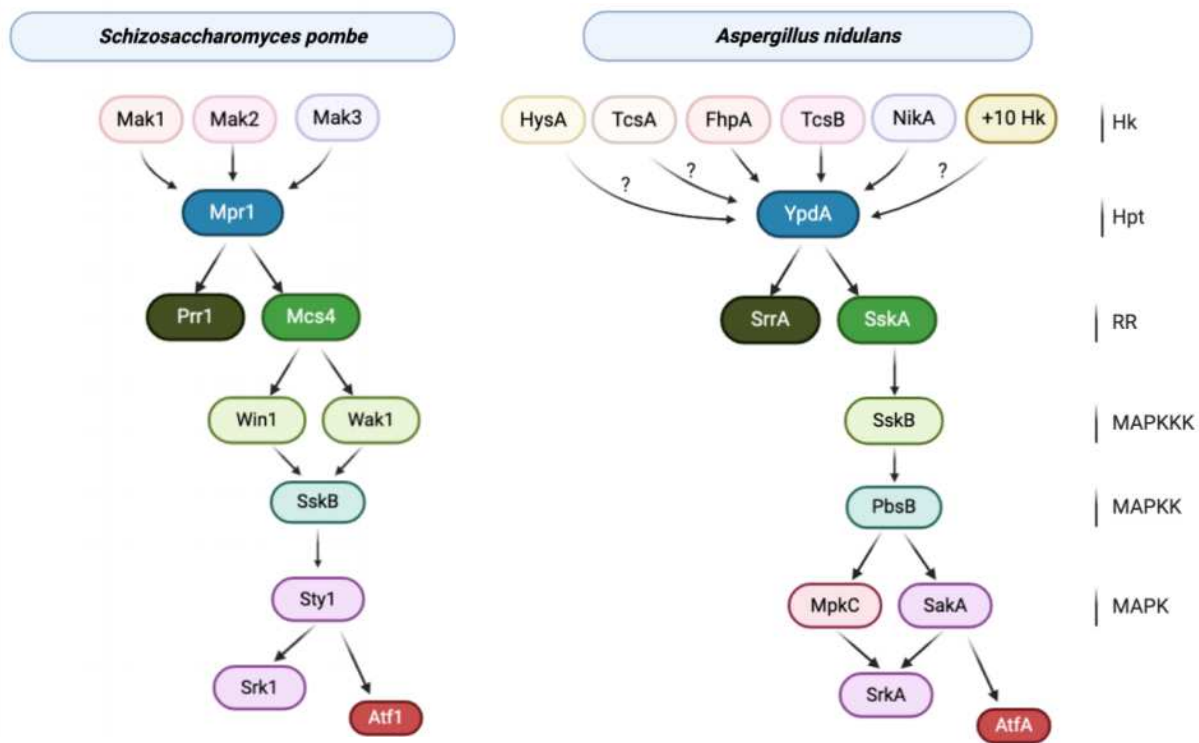 Schizosaccharomyces pombe
Aspergillus nidulans
Mak1 Mak2 Mak3
HysA TcsA FhpA TcsB NikA +10 Hk
Hk
? ? ?
Mpr1
YpdA
Hpt
Prr1 Mcs4
SrrA SskA
RR
Win1 Wak1
SskB
MAPKKK
SskB
PbsB
MAPKK
Sty1
MpkC SakA
MAPK
Srk1
SrkA
Atf1
AtfA